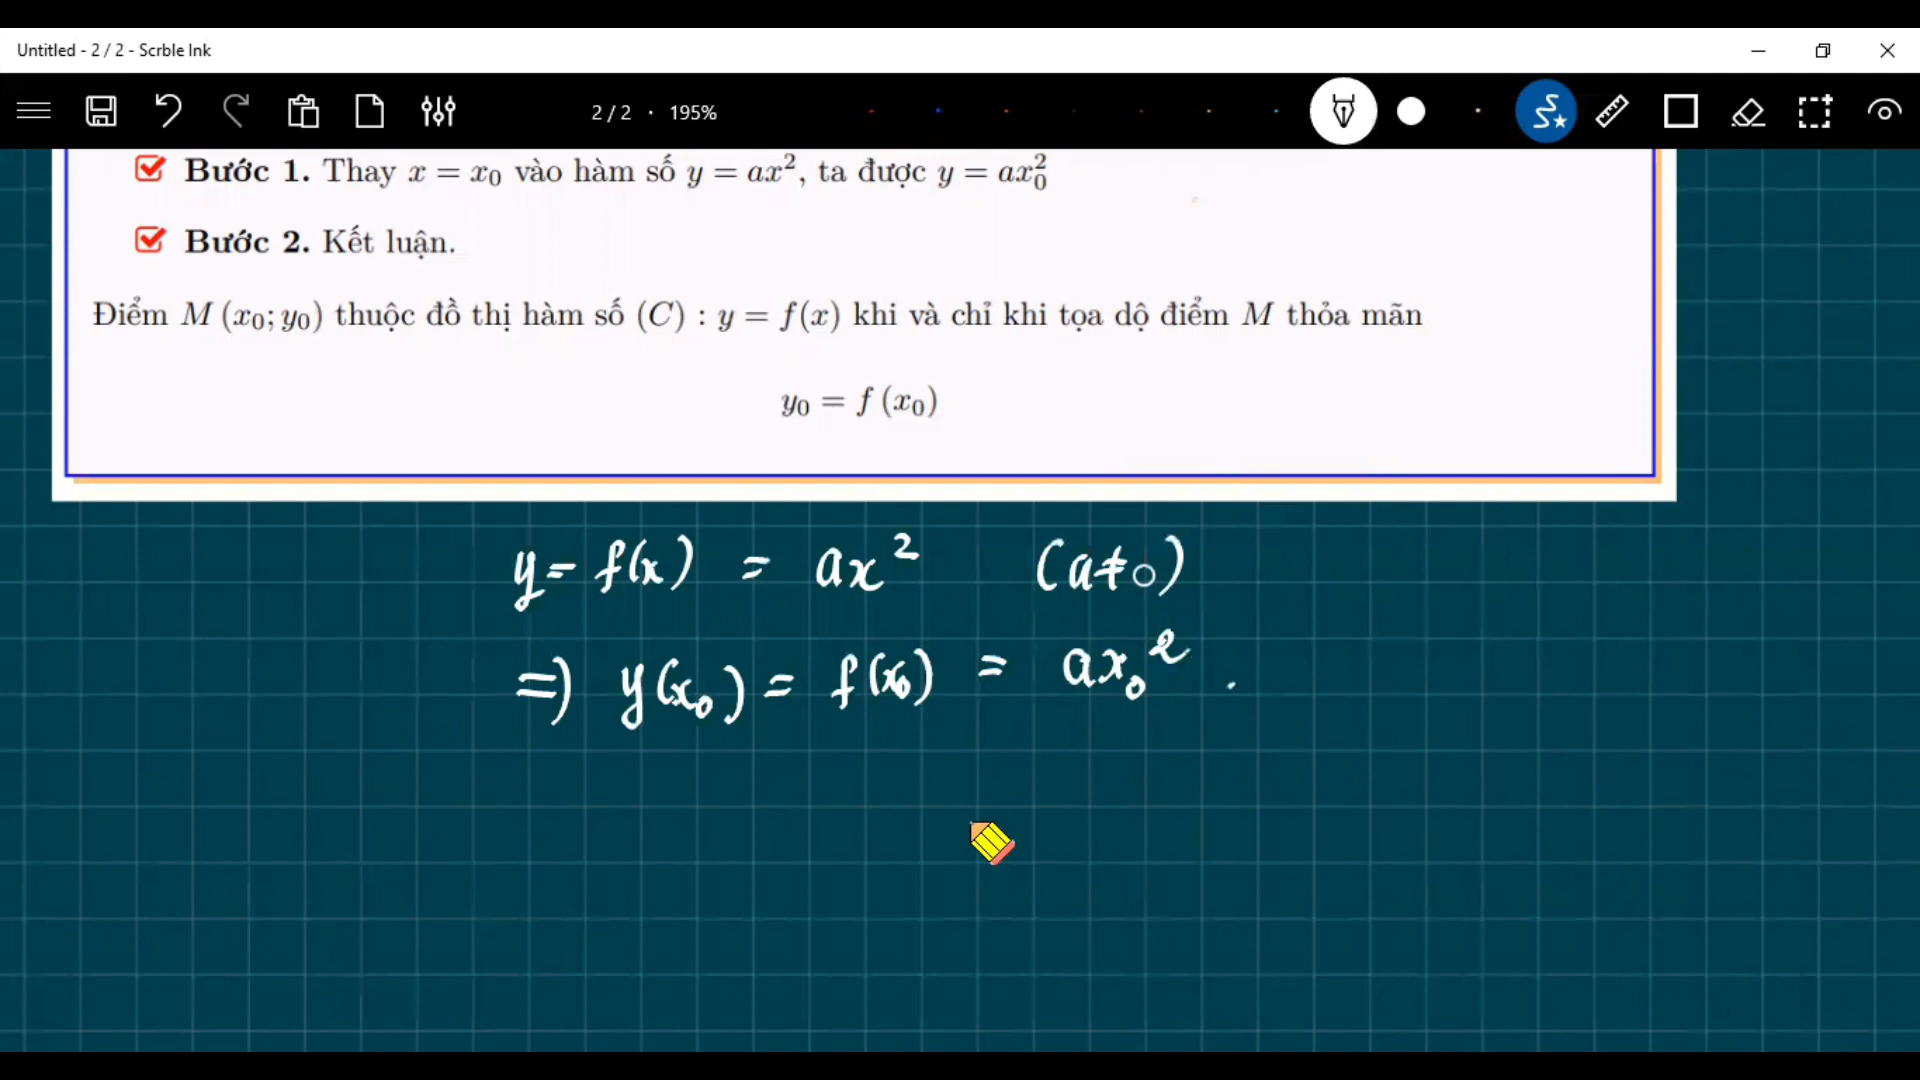 Untitled - 2 / 2 - Scrble Ink
2 / 2 · 195%
Bước 1. Thay x = x₀ vào hàm số y = ax², ta được y = ax₀²
Bước 2. Kết luận.
Điểm M (x₀; y₀) thuộc đồ thị hàm số (C) : y = f(x) khi và chỉ khi tọa dộ điểm M thỏa mãn
y₀ = f (x₀)
y = f(x) = ax² (a ≠ 0)
=> y(x₀) = f(x₀) = ax₀² .